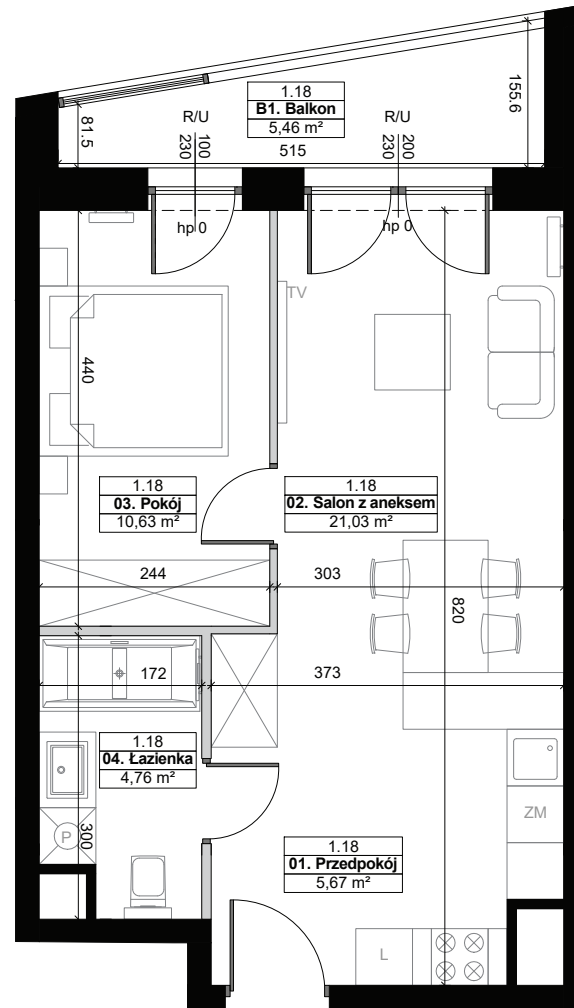 1.18
B1. Balkon
5,46 m²
515
155.6
81.5
R/U
100
230
hp 0
R/U
200
230
hp 0
TV
440
1.18
03. Pokój
10,63 m²
1.18
02. Salon z aneksem
21,03 m²
244
303
820
172
373
1.18
04. Łazienka
4,76 m²
P
300
ZM
1.18
01. Przedpokój
5,67 m²
L